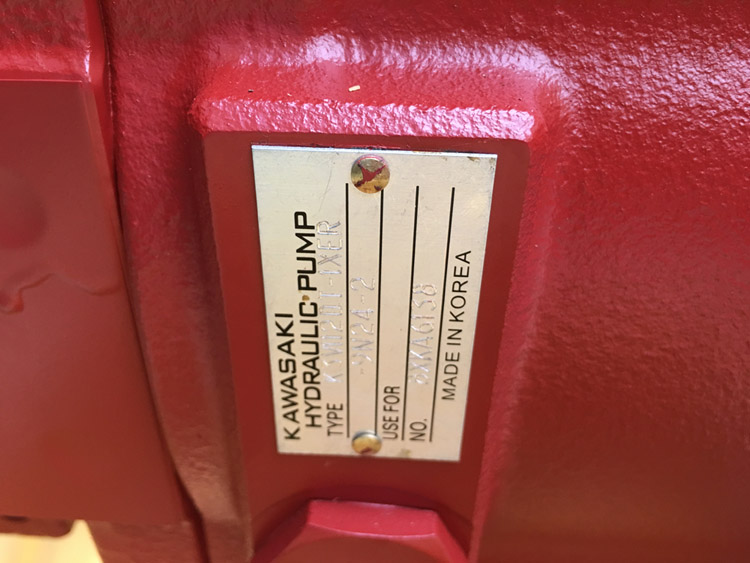 KAWASAKI
HYDRAULIC PUMP
TYPE
-9N24-2
USE FOR
NO.
MADE IN KOREA